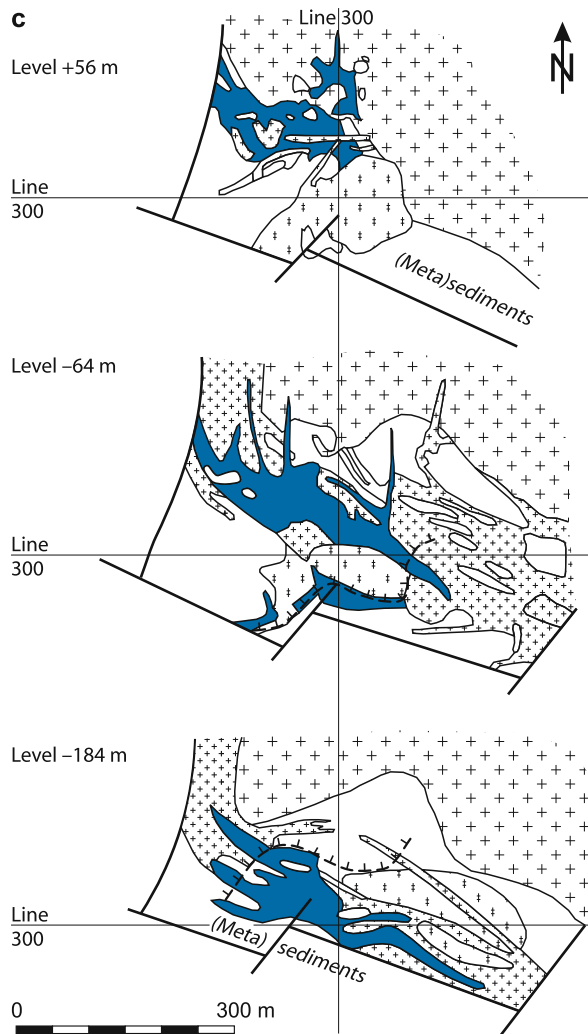 c
Line 300
N
Level +56 m
Line
300
(Meta)sediments
Level –64 m
Line
300
Level –184 m
Line
300
(Meta) sediments
0 300 m